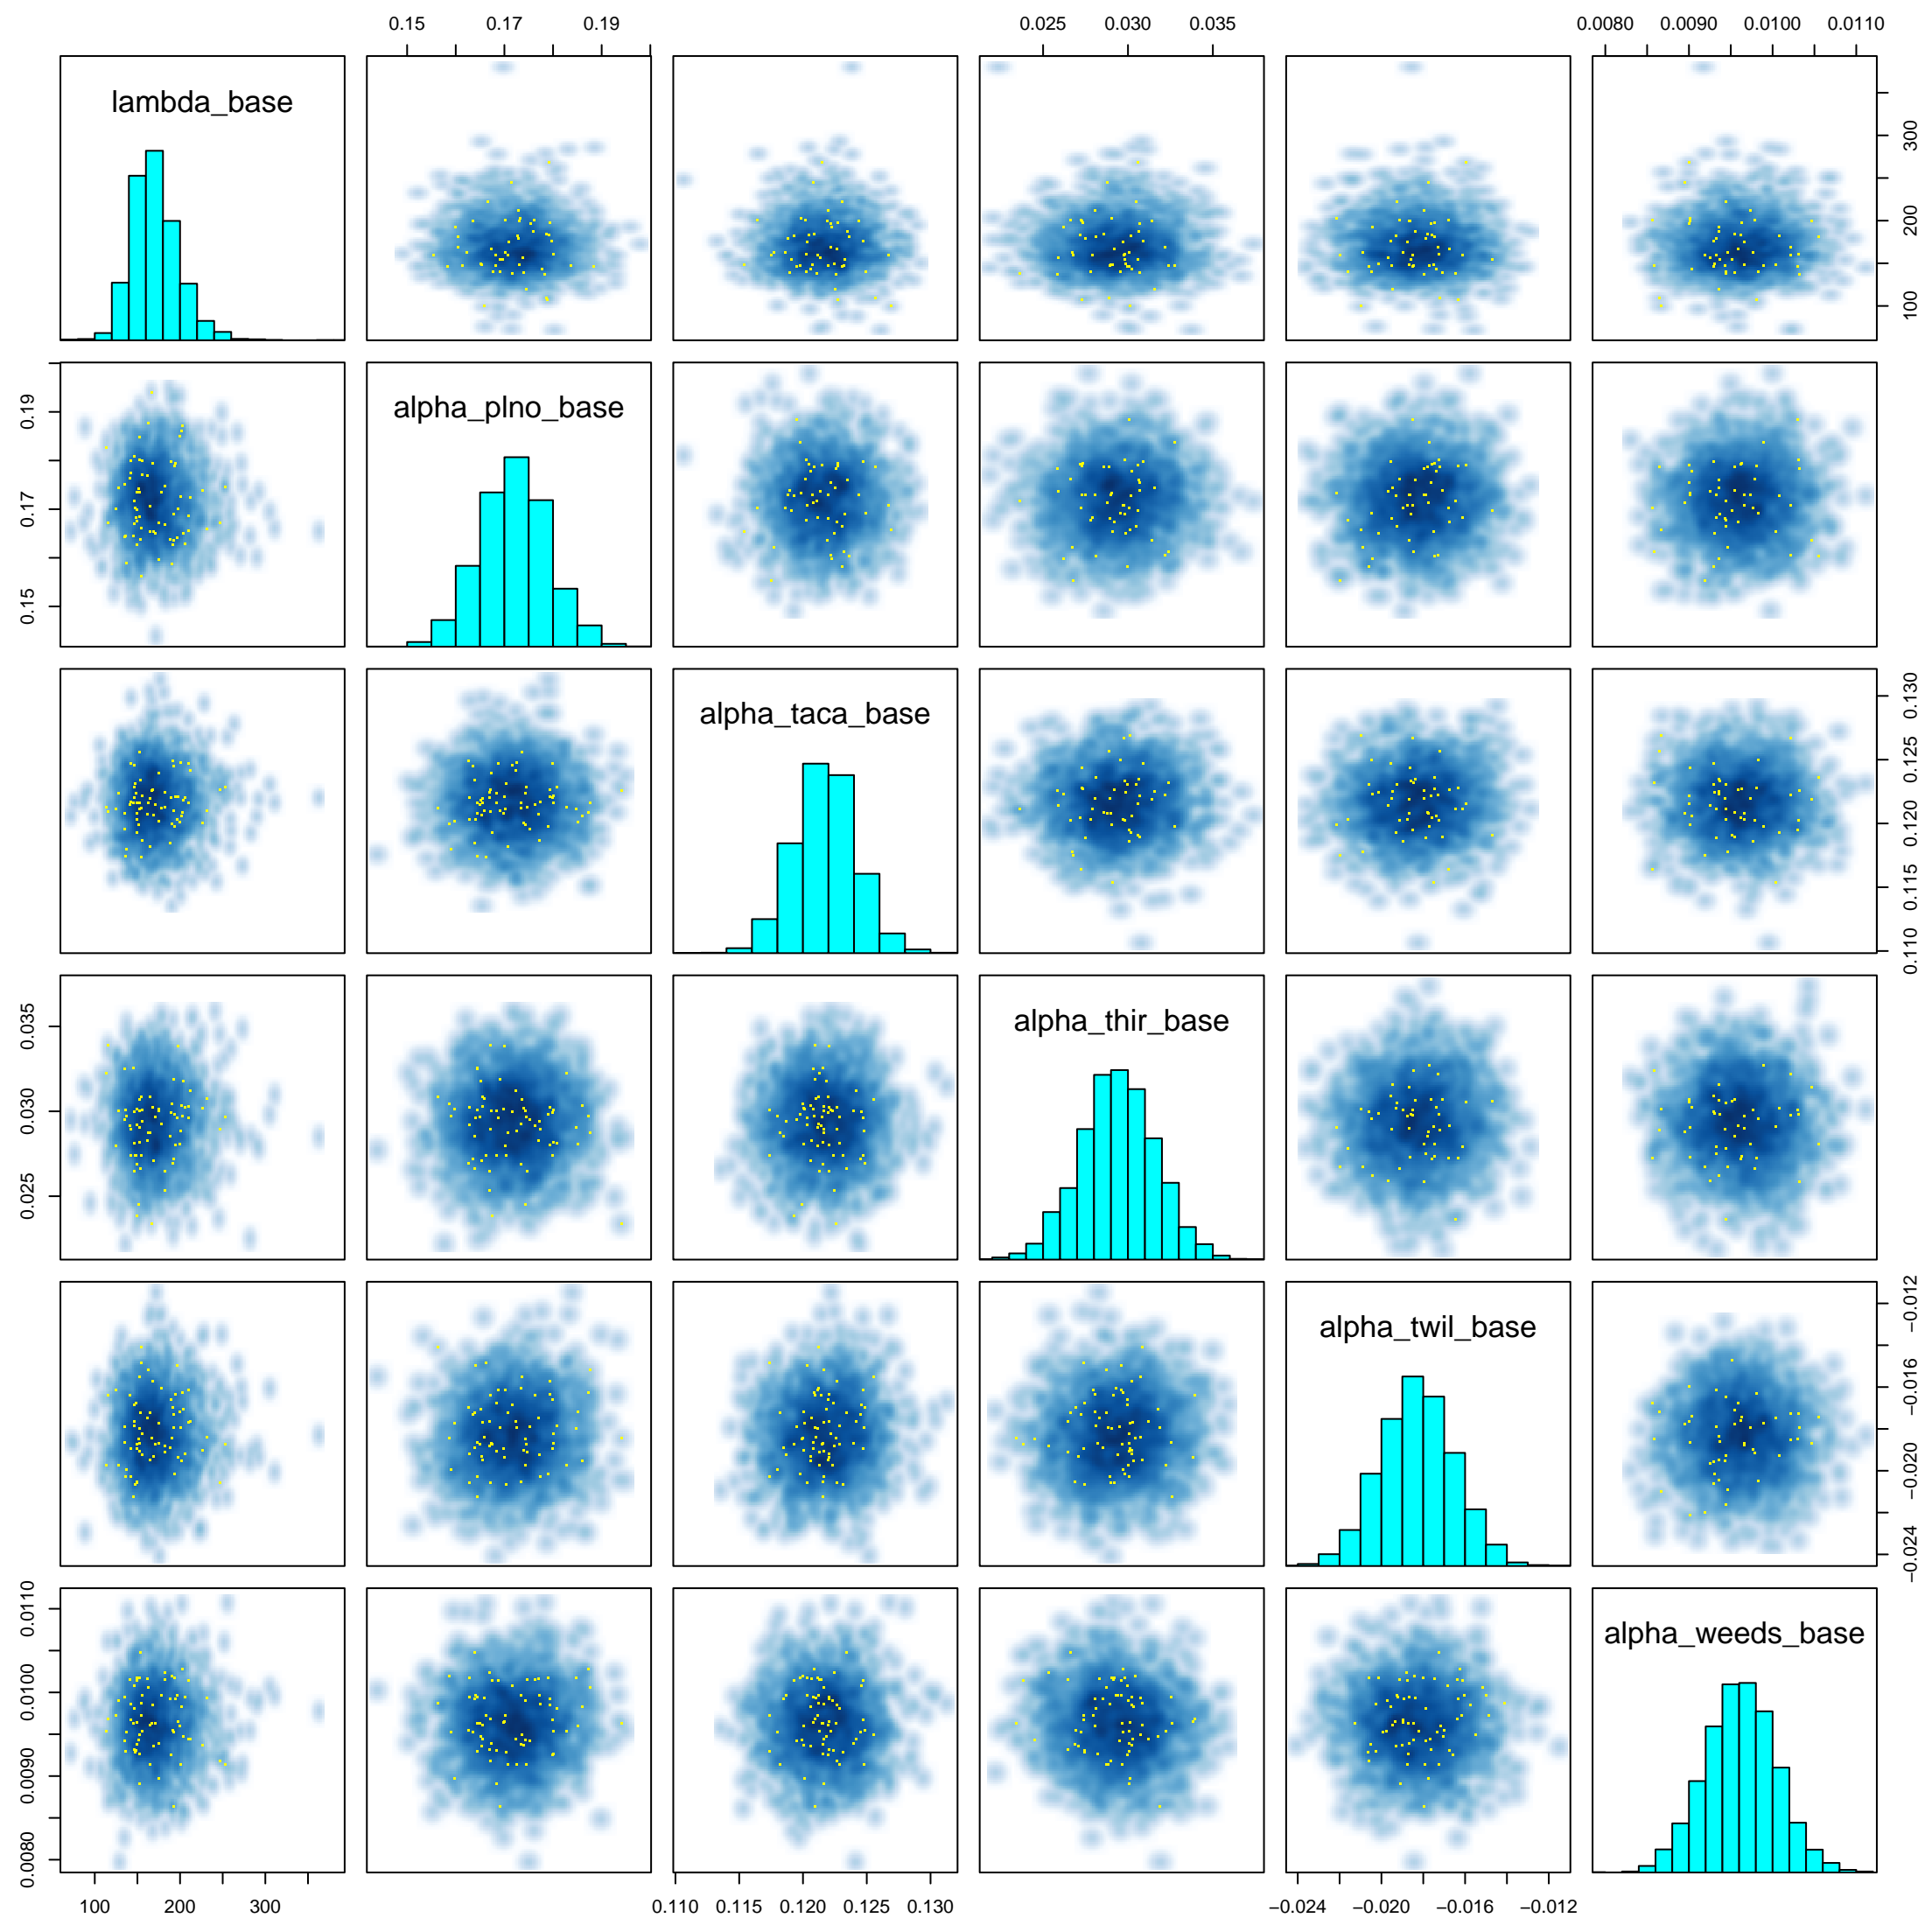 0.15 0.17 0.19 0.025 0.030 0.035 0.0080 0.0090 0.0100 0.0110
lambda_base
100 200 300
0.15 0.17 0.19
alpha_plno_base
alpha_taca_base
0.110 0.115 0.120 0.125 0.130
0.025 0.030 0.035
alpha_thir_base
alpha_twil_base
−0.024 −0.020 −0.016 −0.012
0.0080 0.0090 0.0100 0.0110
alpha_weeds_base
100 200 300 0.110 0.115 0.120 0.125 0.130 −0.024 −0.020 −0.016 −0.012